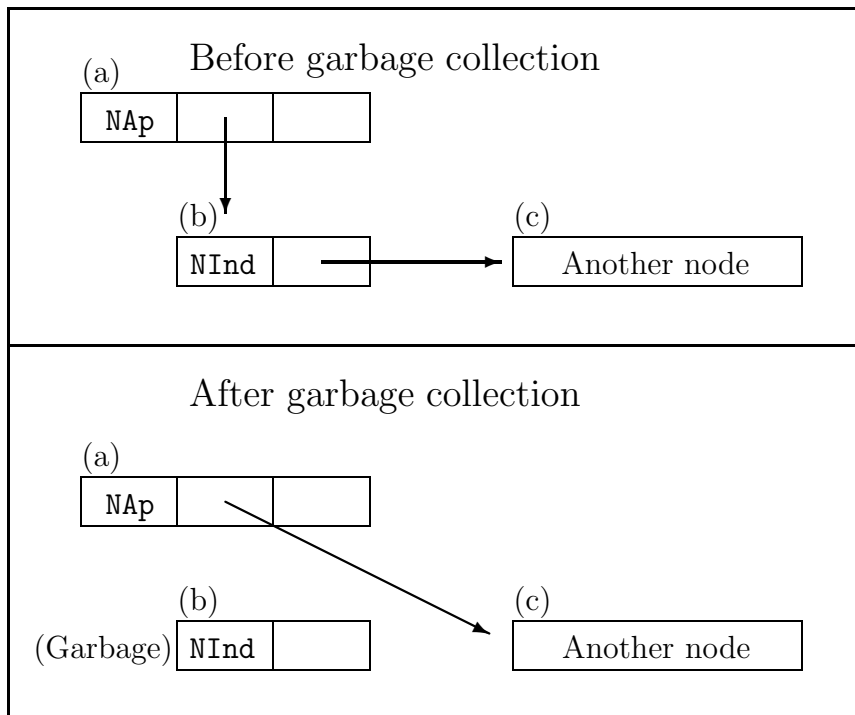 Before garbage collection
(a)
NAp
(b)
(c)
NInd
Another node
After garbage collection
(a)
NAp
(b)
(c)
(Garbage)
NInd
Another node